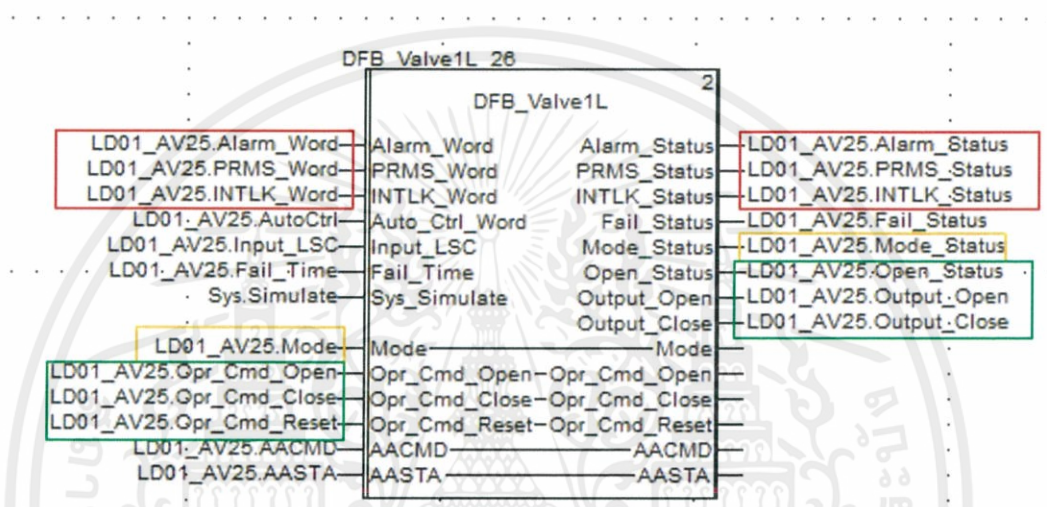 DFB_Valve1L_26
2
DFB_Valve1L
LD01_AV25.Alarm_Word Alarm_Word Alarm_Status LD01_AV25.Alarm_Status
LD01_AV25.PRMS_Word PRMS_Word PRMS_Status LD01_AV25.PRMS_Status
LD01_AV25.INTLK_Word INTLK_Word INTLK_Status LD01_AV25.INTLK_Status
LD01_AV25.AutoCtrl Auto_Ctrl_Word Fail_Status LD01_AV25.Fail_Status
LD01_AV25.Input_LSC Input_LSC Mode_Status LD01_AV25.Mode_Status
LD01_AV25.Fail_Time Fail_Time Open_Status LD01_AV25.Open_Status
Sys.Simulate Sys_Simulate Output_Open LD01_AV25.Output_Open
Output_Close LD01_AV25.Output_Close
LD01_AV25.Mode Mode Mode
LD01_AV25.Opr_Cmd_Open Opr_Cmd_Open Opr_Cmd_Open
LD01_AV25.Opr_Cmd_Close Opr_Cmd_Close Opr_Cmd_Close
LD01_AV25.Opr_Cmd_Reset Opr_Cmd_Reset Opr_Cmd_Reset
LD01_AV25.AACMD AACMD AACMD
LD01_AV25.AASTA AASTA AASTA